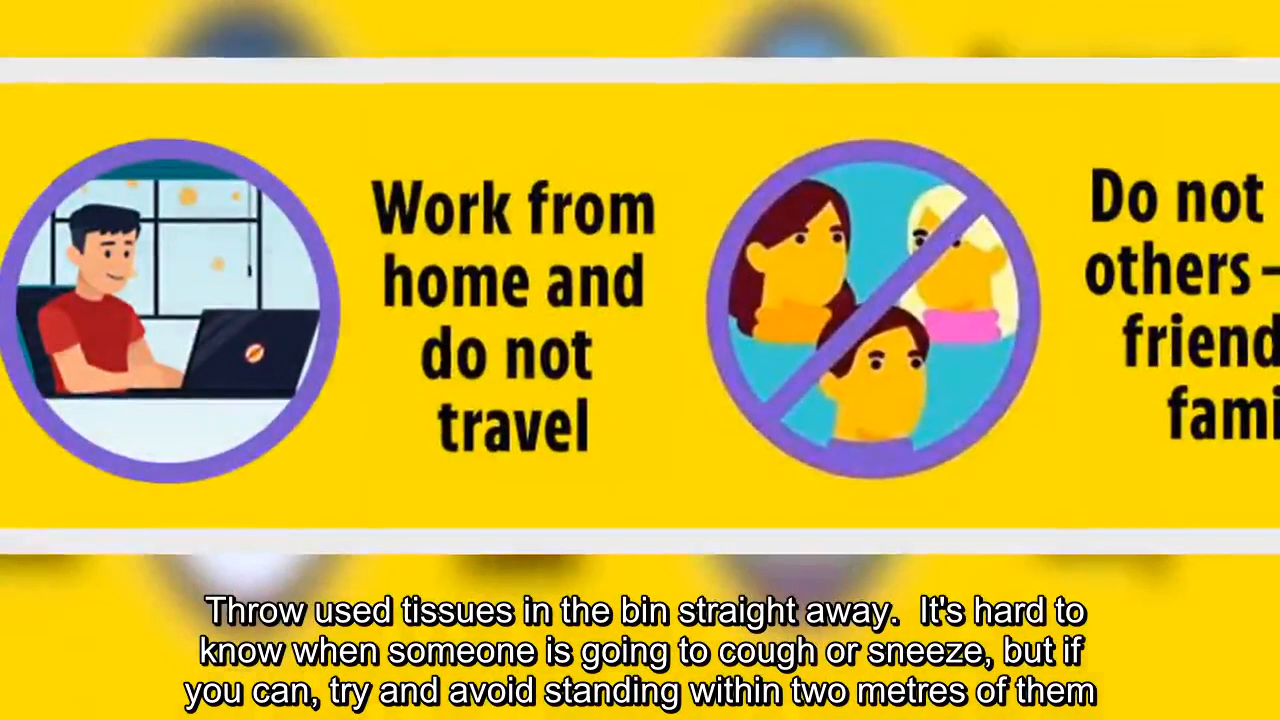 Work from
home and
do not
travel
Do not
others –
friend
fami
Throw used tissues in the bin straight away.  It's hard to
know when someone is going to cough or sneeze, but if
you can, try and avoid standing within two metres of them